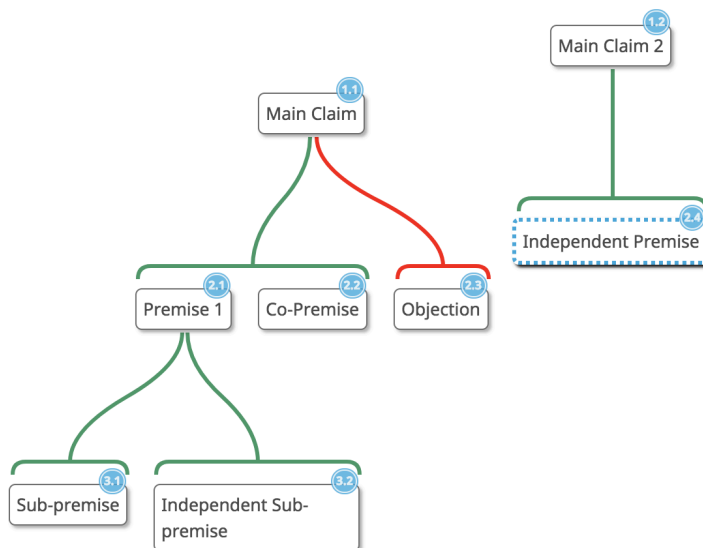 1.2
Main Claim 2
1.1
Main Claim
2.4
Independent Premise
2.1
Premise 1
2.2
Co-Premise
2.3
Objection
3.1
Sub-premise
3.2
Independent Sub-
premise